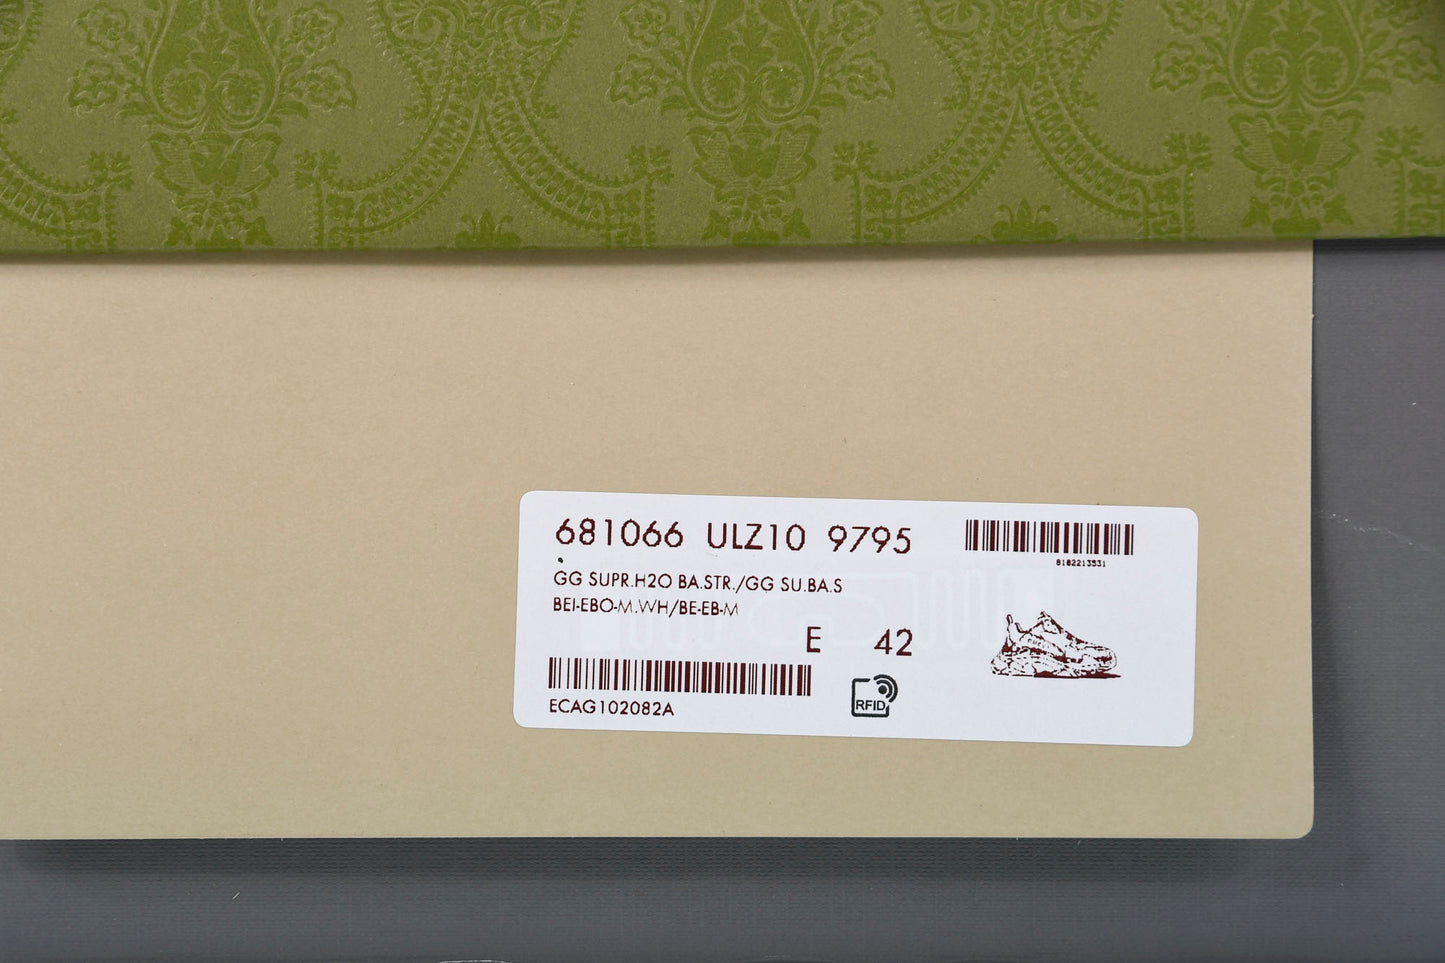 681066 ULZ10 9795
8182213531
GG SUPR.H2O BA.STR./GG SU.BA.S
BEI-EBO-M.WH/BE-EB-M
E 42
ECAG102082A
RFID